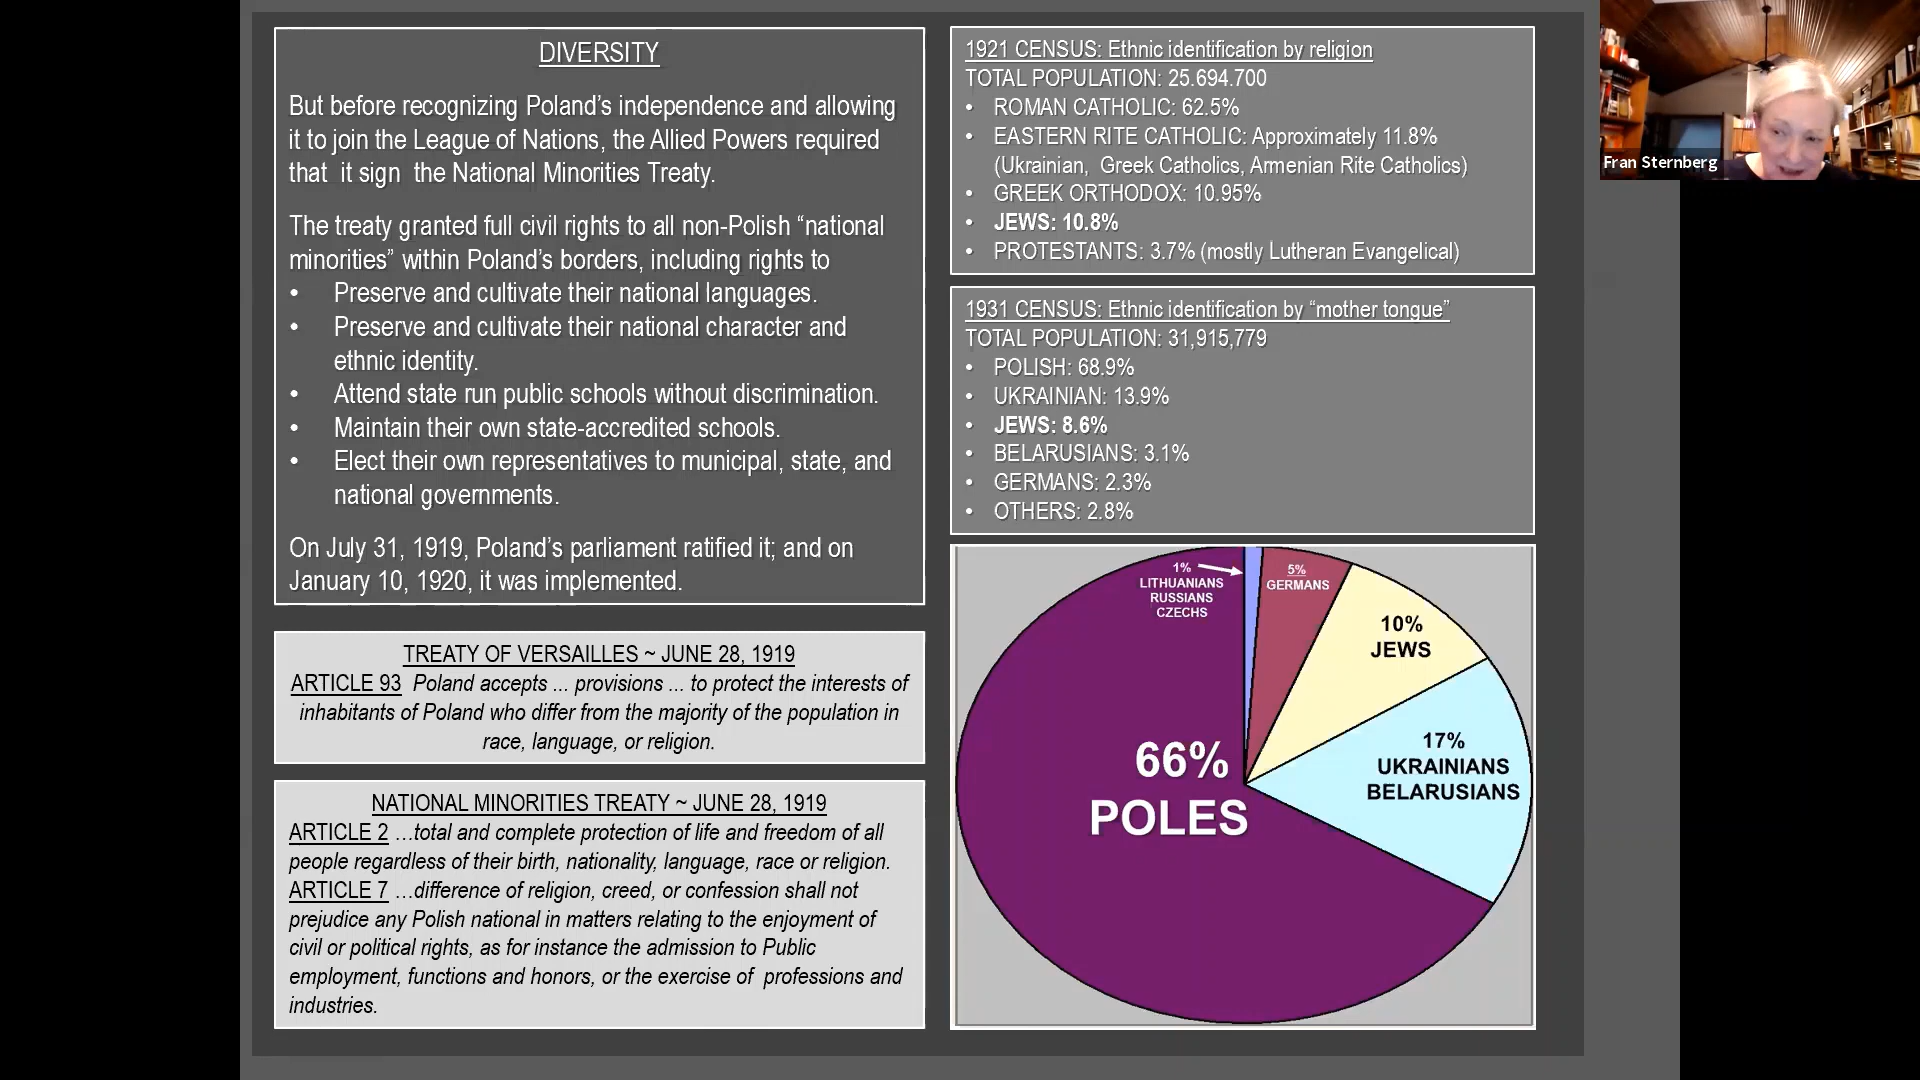 DIVERSITY
But before recognizing Poland’s independence and allowing
it to join the League of Nations, the Allied Powers required
that it sign the National Minorities Treaty.
The treaty granted full civil rights to all non-Polish “national
minorities” within Poland’s borders, including rights to
• Preserve and cultivate their national languages.
• Preserve and cultivate their national character and
ethnic identity.
• Attend state run public schools without discrimination.
• Maintain their own state-accredited schools.
• Elect their own representatives to municipal, state, and
national governments.
On July 31, 1919, Poland’s parliament ratified it; and on
January 10, 1920, it was implemented.
TREATY OF VERSAILLES ~ JUNE 28, 1919
ARTICLE 93 Poland accepts ... provisions ... to protect the interests of
inhabitants of Poland who differ from the majority of the population in
race, language, or religion.
NATIONAL MINORITIES TREATY ~ JUNE 28, 1919
ARTICLE 2 …total and complete protection of life and freedom of all
people regardless of their birth, nationality, language, race or religion.
ARTICLE 7 …difference of religion, creed, or confession shall not
prejudice any Polish national in matters relating to the enjoyment of
civil or political rights, as for instance the admission to Public
employment, functions and honors, or the exercise of professions and
industries.
1921 CENSUS: Ethnic identification by religion
TOTAL POPULATION: 25.694.700
• ROMAN CATHOLIC: 62.5%
• EASTERN RITE CATHOLIC: Approximately 11.8%
(Ukrainian, Greek Catholics, Armenian Rite Catholics)
• GREEK ORTHODOX: 10.95%
• JEWS: 10.8%
• PROTESTANTS: 3.7% (mostly Lutheran Evangelical)
1931 CENSUS: Ethnic identification by “mother tongue”
TOTAL POPULATION: 31,915,779
• POLISH: 68.9%
• UKRAINIAN: 13.9%
• JEWS: 8.6%
• BELARUSIANS: 3.1%
• GERMANS: 2.3%
• OTHERS: 2.8%
1%
LITHUANIANS
RUSSIANS
CZECHS
5%
GERMANS
10%
JEWS
17%
UKRAINIANS
BELARUSIANS
66%
POLES
Fran Sternberg